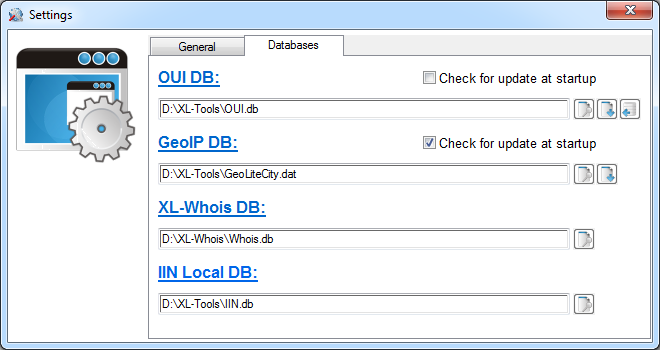 Settings
General
Databases
OUI DB:
Check for update at startup
D:\XL-Tools\OUI.db
GeoIP DB:
Check for update at startup
D:\XL-Tools\GeoLiteCity.dat
XL-Whois DB:
D:\XL-Whois\Whois.db
IIN Local DB:
D:\XL-Tools\IIN.db